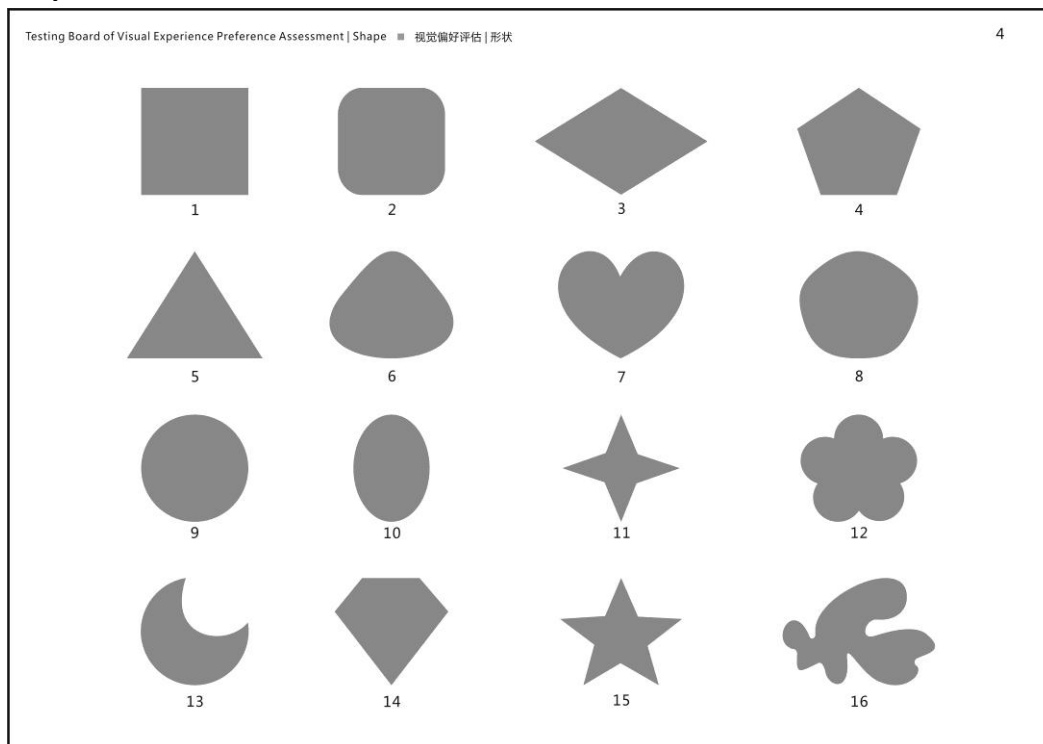 Testing Board of Visual Experience Preference Assessment | Shape ■ 视觉偏好评估 | 形状
4
1 2 3 4
5 6 7 8
9 10 11 12
13 14 15 16